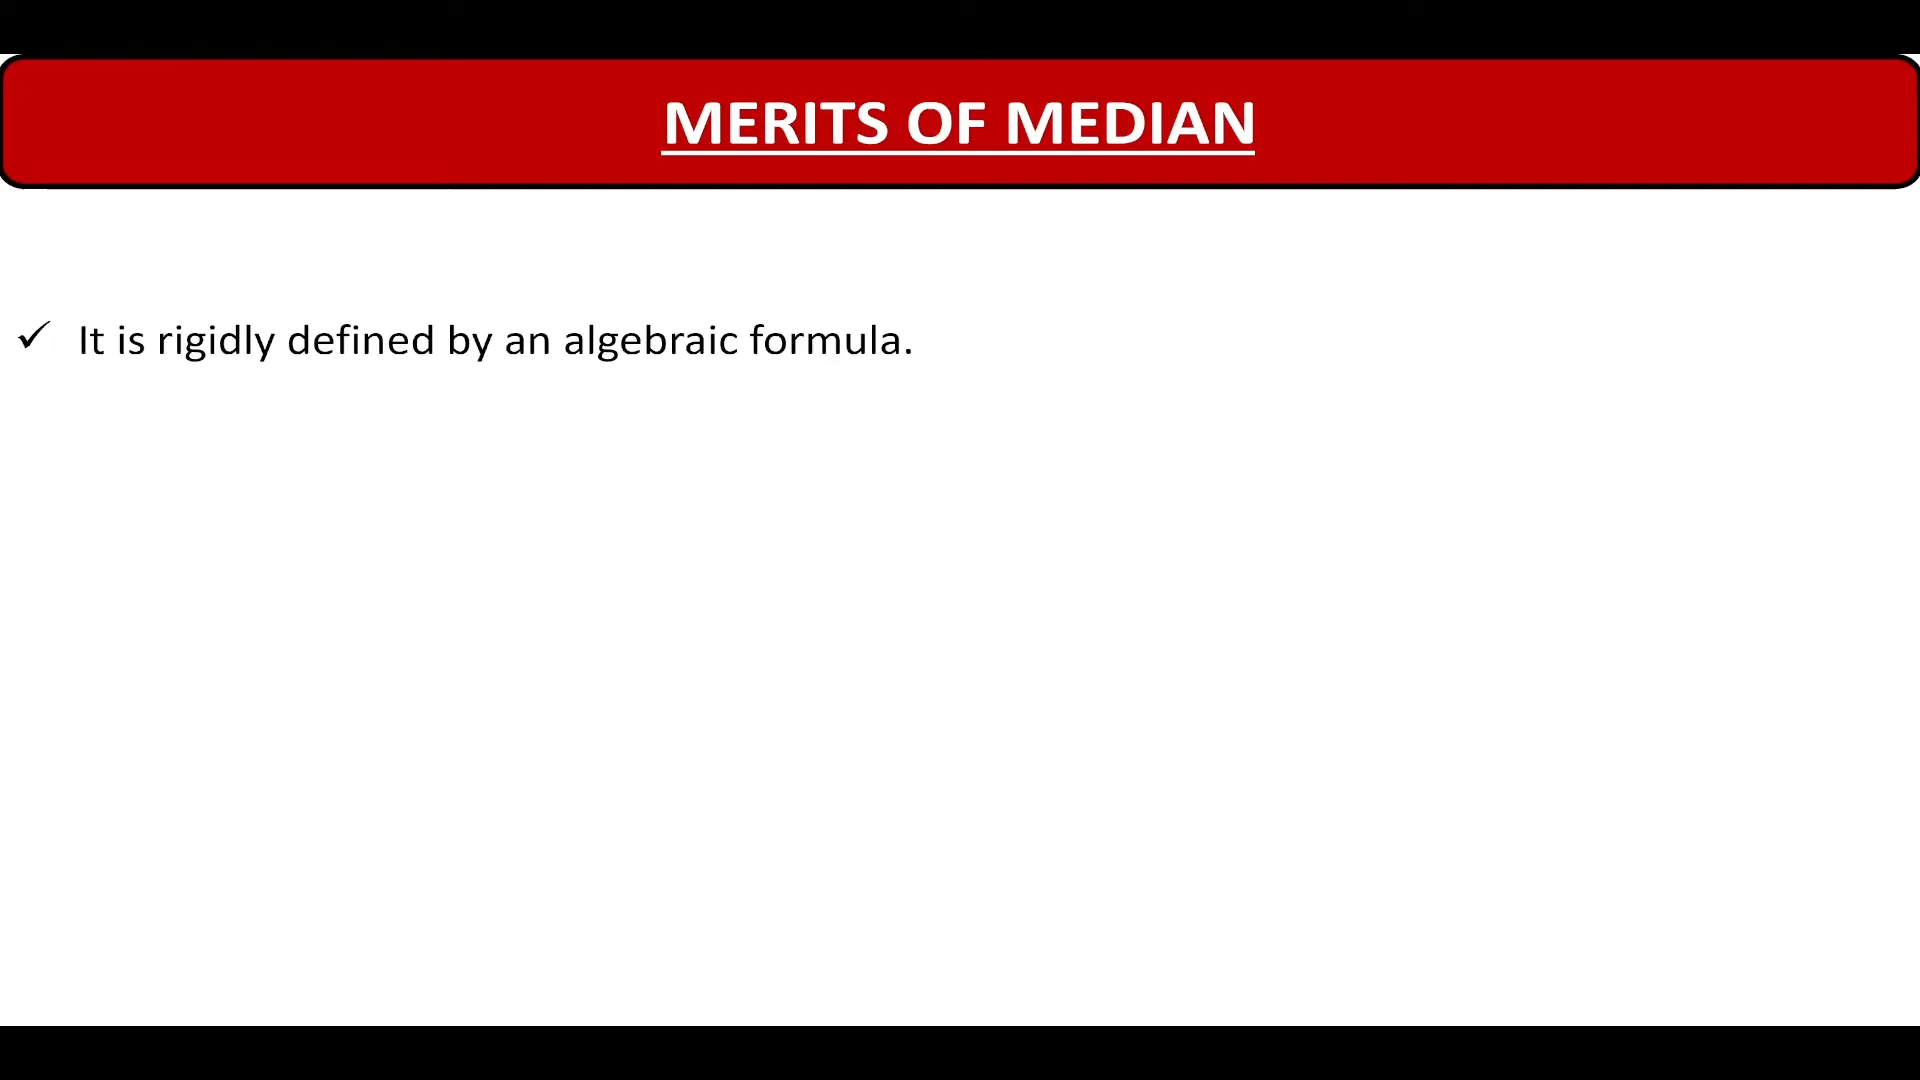 MERITS OF MEDIAN
✓ It is rigidly defined by an algebraic formula.